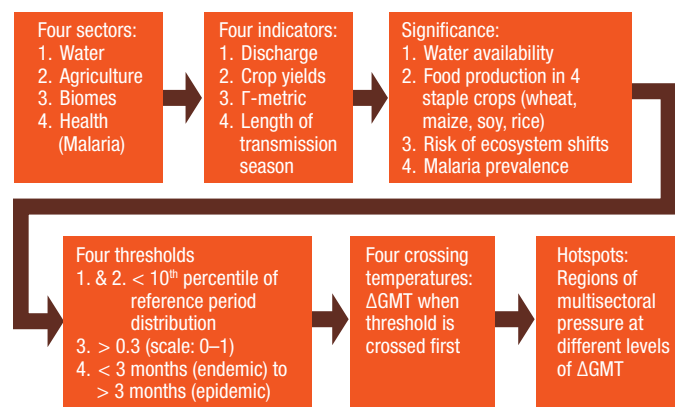 Four sectors:
1. Water
2. Agriculture
3. Biomes
4. Health
(Malaria)
Four indicators:
1. Discharge
2. Crop yields
3. Γ-metric
4. Length of
transmission
season
Significance:
1. Water availability
2. Food production in 4
staple crops (wheat,
maize, soy, rice)
3. Risk of ecosystem shifts
4. Malaria prevalence
Four thresholds
1. & 2. < 10th percentile of
reference period
distribution
3. > 0.3 (scale: 0–1)
4. < 3 months (endemic) to
> 3 months (epidemic)
Four crossing
temperatures:
ΔGMT when
threshold is
crossed first
Hotspots:
Regions of
multisectoral
pressure at
different levels
of ΔGMT